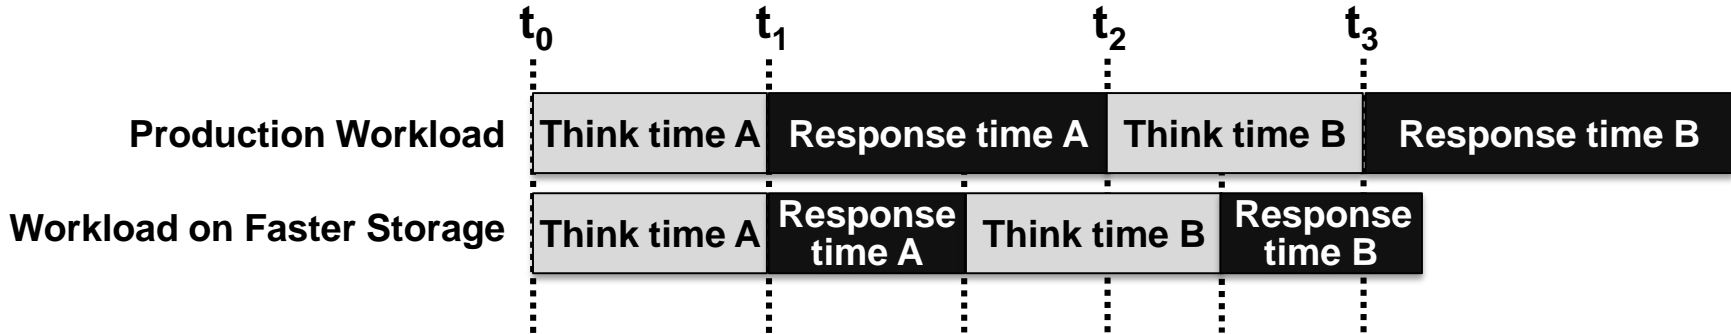 t0 t1 t2 t3
Production Workload Think time A Response time A Think time B Response time B
Workload on Faster Storage Think time A Response time A Think time B Response time B